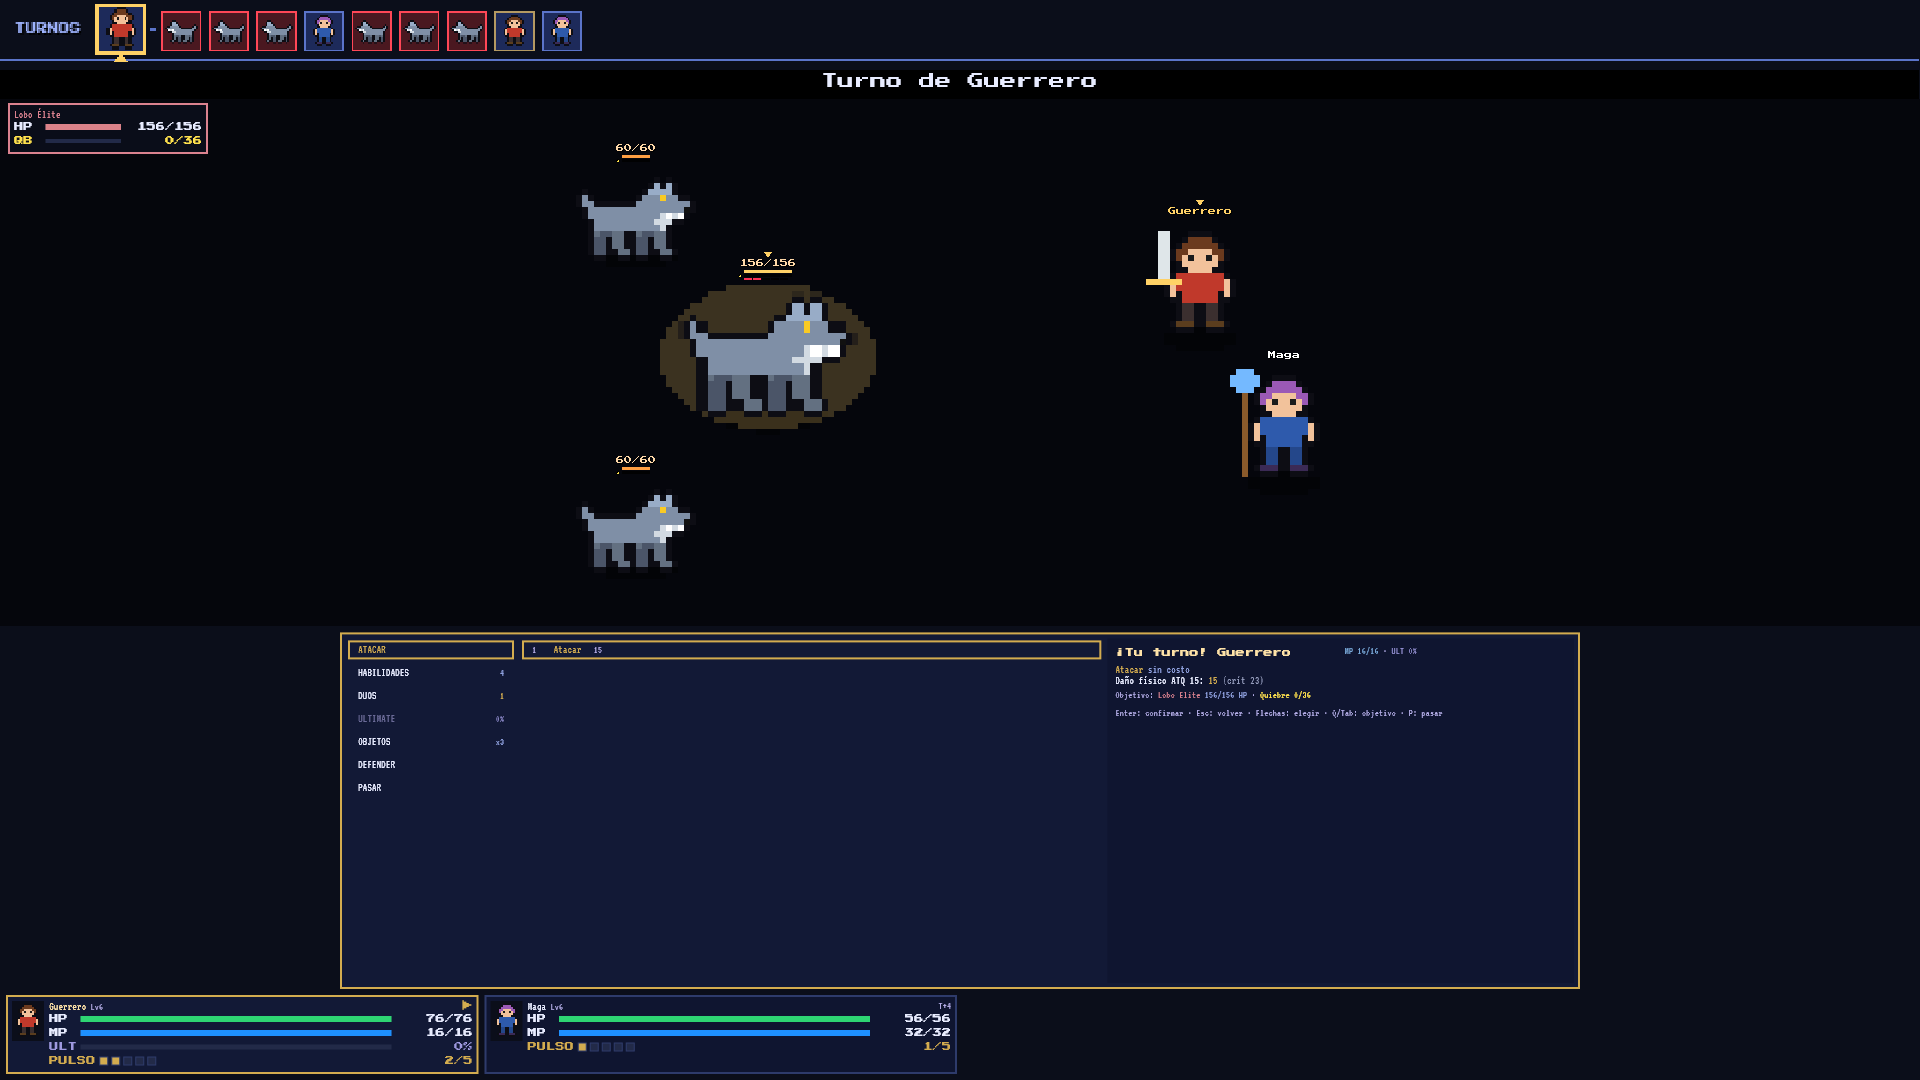 TURNOS
Turno de Guerrero
Lobo Élite
HP 156/156
QB 0/36
60/60
156/156
60/60
Guerrero
Maga
ATACAR
HABILIDADES 4
DUOS 1
ULTIMATE 0%
OBJETOS x3
DEFENDER
PASAR
1 Atacar 15
¡Tu turno! Guerrero MP 16/16 · ULT 0%
Atacar sin costo
Daño físico ATQ 15: 15 (crit 23)
Objetivo: Lobo Élite 156/156 HP · Quiebre 0/36
Enter: confirmar · Esc: volver · Flechas: elegir · Q/Tab: objetivo · P: pasar
Guerrero Lv6
HP 76/76
MP 16/16
ULT 0%
PULSO 2/5
Maga Lv6 T+4
HP 56/56
MP 32/32
PULSO 1/5